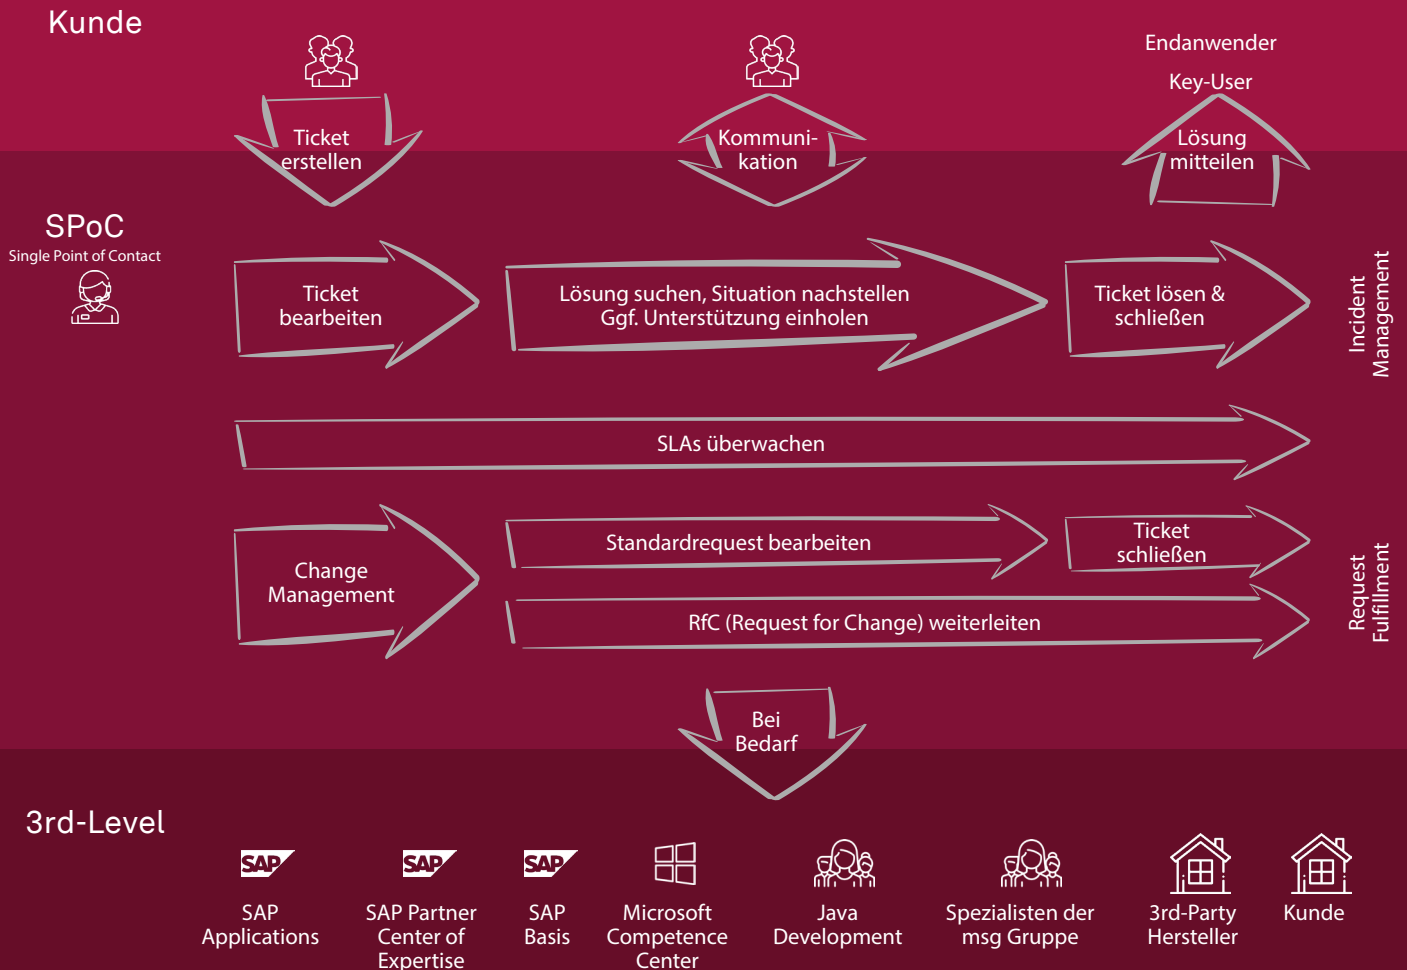 Kunde
Endanwender
Key-User
Ticket
erstellen
Kommuni-
kation
Lösung
mitteilen
SPoC
Single Point of Contact
Ticket
bearbeiten
Lösung suchen, Situation nachstellen
Ggf. Unterstützung einholen
Ticket lösen &
schließen
Incident
Management
SLAs überwachen
Change
Management
Standardrequest bearbeiten
Ticket
schließen
RfC (Request for Change) weiterleiten
Request
Fulfillment
Bei
Bedarf
3rd-Level
SAP
SAP
Applications
SAP
SAP Partner
Center of
Expertise
SAP
SAP
Basis
Microsoft
Competence
Center
Java
Development
Spezialisten der
msg Gruppe
3rd-Party
Hersteller
Kunde